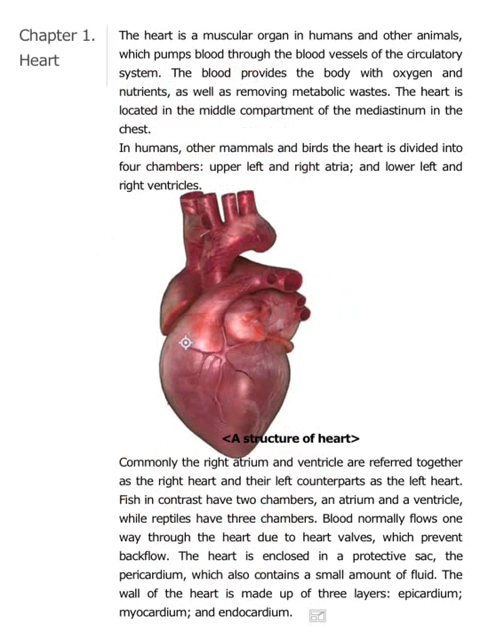 Chapter 1.
Heart
The heart is a muscular organ in humans and other animals,
which pumps blood through the blood vessels of the circulatory
system. The blood provides the body with oxygen and
nutrients, as well as removing metabolic wastes. The heart is
located in the middle compartment of the mediastinum in the
chest.
In humans, other mammals and birds the heart is divided into
four chambers: upper left and right atria; and lower left and
right ventricles.
<A structure of heart>
Commonly the right atrium and ventricle are referred together
as the right heart and their left counterparts as the left heart.
Fish in contrast have two chambers, an atrium and a ventricle,
while reptiles have three chambers. Blood normally flows one
way through the heart due to heart valves, which prevent
backflow. The heart is enclosed in a protective sac, the
pericardium, which also contains a small amount of fluid. The
wall of the heart is made up of three layers: epicardium;
myocardium; and endocardium.